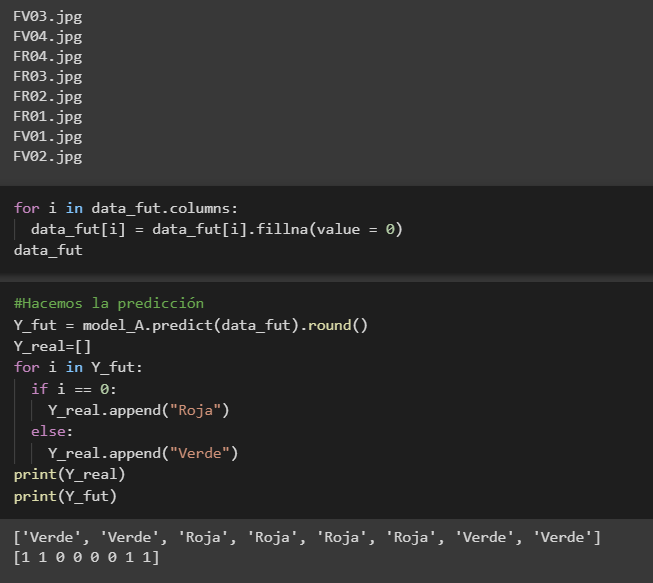 FV03.jpg
FV04.jpg
FR04.jpg
FR03.jpg
FR02.jpg
FR01.jpg
FV01.jpg
FV02.jpg
for i in data_fut.columns:
  data_fut[i] = data_fut[i].fillna(value = 0)
data_fut
#Hacemos la predicción
Y_fut = model_A.predict(data_fut).round()
Y_real=[]
for i in Y_fut:
  if i == 0:
    Y_real.append("Roja")
  else:
    Y_real.append("Verde")
print(Y_real)
print(Y_fut)
['Verde', 'Verde', 'Roja', 'Roja', 'Roja', 'Roja', 'Verde', 'Verde']
[1 1 0 0 0 0 1 1]